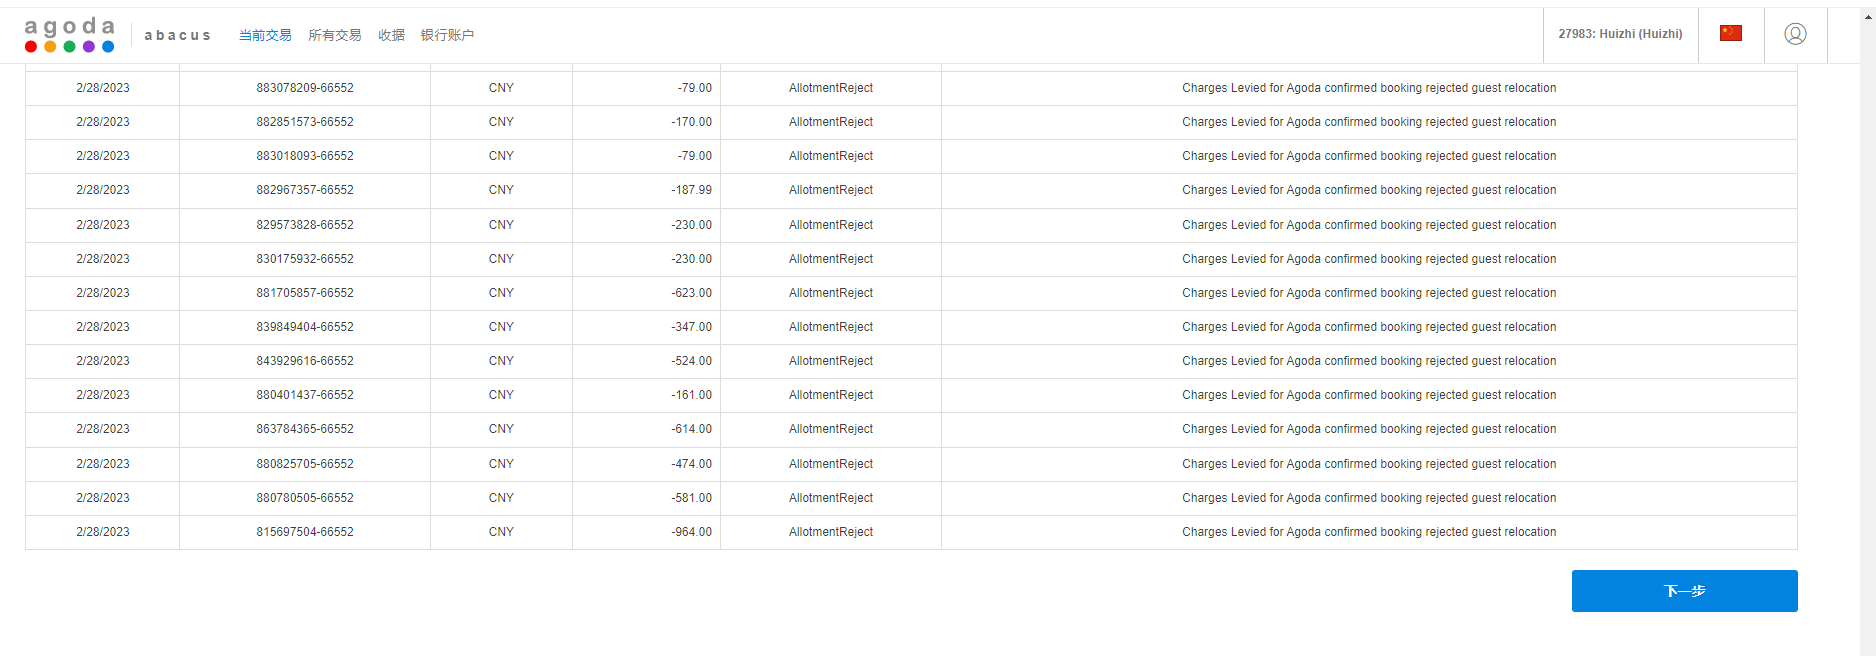 agoda abacus 当前交易 所有交易 收据 银行账户 27983: Huizhi (Huizhi)
2/28/2023 883078209-66552 CNY -79.00 AllotmentReject Charges Levied for Agoda confirmed booking rejected guest relocation
2/28/2023 882851573-66552 CNY -170.00 AllotmentReject Charges Levied for Agoda confirmed booking rejected guest relocation
2/28/2023 883018093-66552 CNY -79.00 AllotmentReject Charges Levied for Agoda confirmed booking rejected guest relocation
2/28/2023 882967357-66552 CNY -187.99 AllotmentReject Charges Levied for Agoda confirmed booking rejected guest relocation
2/28/2023 829573828-66552 CNY -230.00 AllotmentReject Charges Levied for Agoda confirmed booking rejected guest relocation
2/28/2023 830175932-66552 CNY -230.00 AllotmentReject Charges Levied for Agoda confirmed booking rejected guest relocation
2/28/2023 881705857-66552 CNY -623.00 AllotmentReject Charges Levied for Agoda confirmed booking rejected guest relocation
2/28/2023 839849404-66552 CNY -347.00 AllotmentReject Charges Levied for Agoda confirmed booking rejected guest relocation
2/28/2023 843929616-66552 CNY -524.00 AllotmentReject Charges Levied for Agoda confirmed booking rejected guest relocation
2/28/2023 880401437-66552 CNY -161.00 AllotmentReject Charges Levied for Agoda confirmed booking rejected guest relocation
2/28/2023 863784365-66552 CNY -614.00 AllotmentReject Charges Levied for Agoda confirmed booking rejected guest relocation
2/28/2023 880825705-66552 CNY -474.00 AllotmentReject Charges Levied for Agoda confirmed booking rejected guest relocation
2/28/2023 880780505-66552 CNY -581.00 AllotmentReject Charges Levied for Agoda confirmed booking rejected guest relocation
2/28/2023 815697504-66552 CNY -964.00 AllotmentReject Charges Levied for Agoda confirmed booking rejected guest relocation
下一步